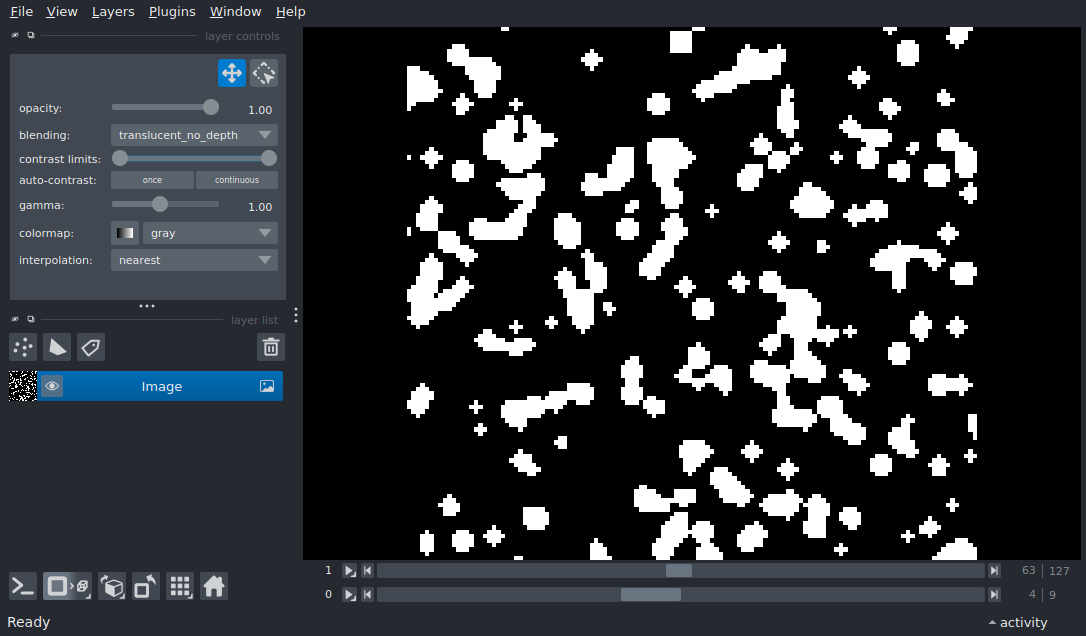 File View Layers Plugins Window Help
layer controls
opacity: 1.00
blending: translucent_no_depth
contrast limits:
auto-contrast: once continuous
gamma: 1.00
colormap: gray
interpolation: nearest
layer list
Image
1 63 127
0 4 9
Ready activity